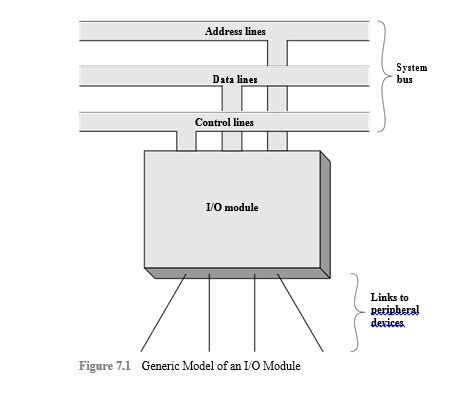 Address lines
Data lines
System
bus
Control lines
I/O module
Links to
peripheral
devices.
Figure 7.1 Generic Model of an I/O Module